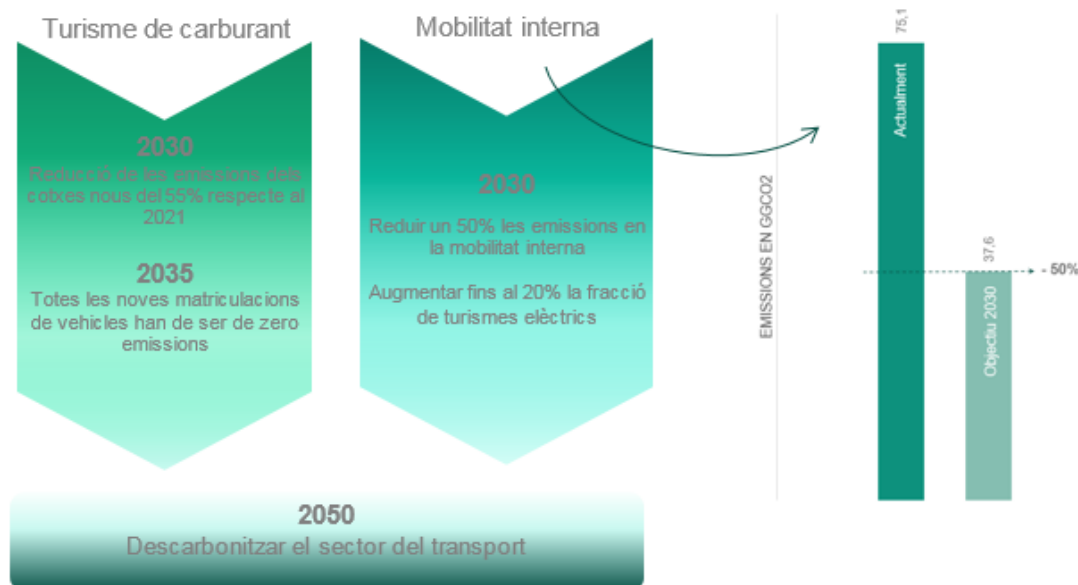 Turisme de carburant
2030
Reducció de les emissions dels
cotxes nous del 55% respecte al
2021
2035
Totes les noves matriculacions
de vehicles han de ser de zero
emissions
Mobilitat interna
2030
Reduir un 50% les emissions en
la mobilitat interna
Augmentar fins al 20% la fracció
de turismes elèctrics
2050
Descarbonitzar el sector del transport
EMISSIONS EN GGCO2
75,1
Actualment
37,6
Objectiu 2030
- 50%